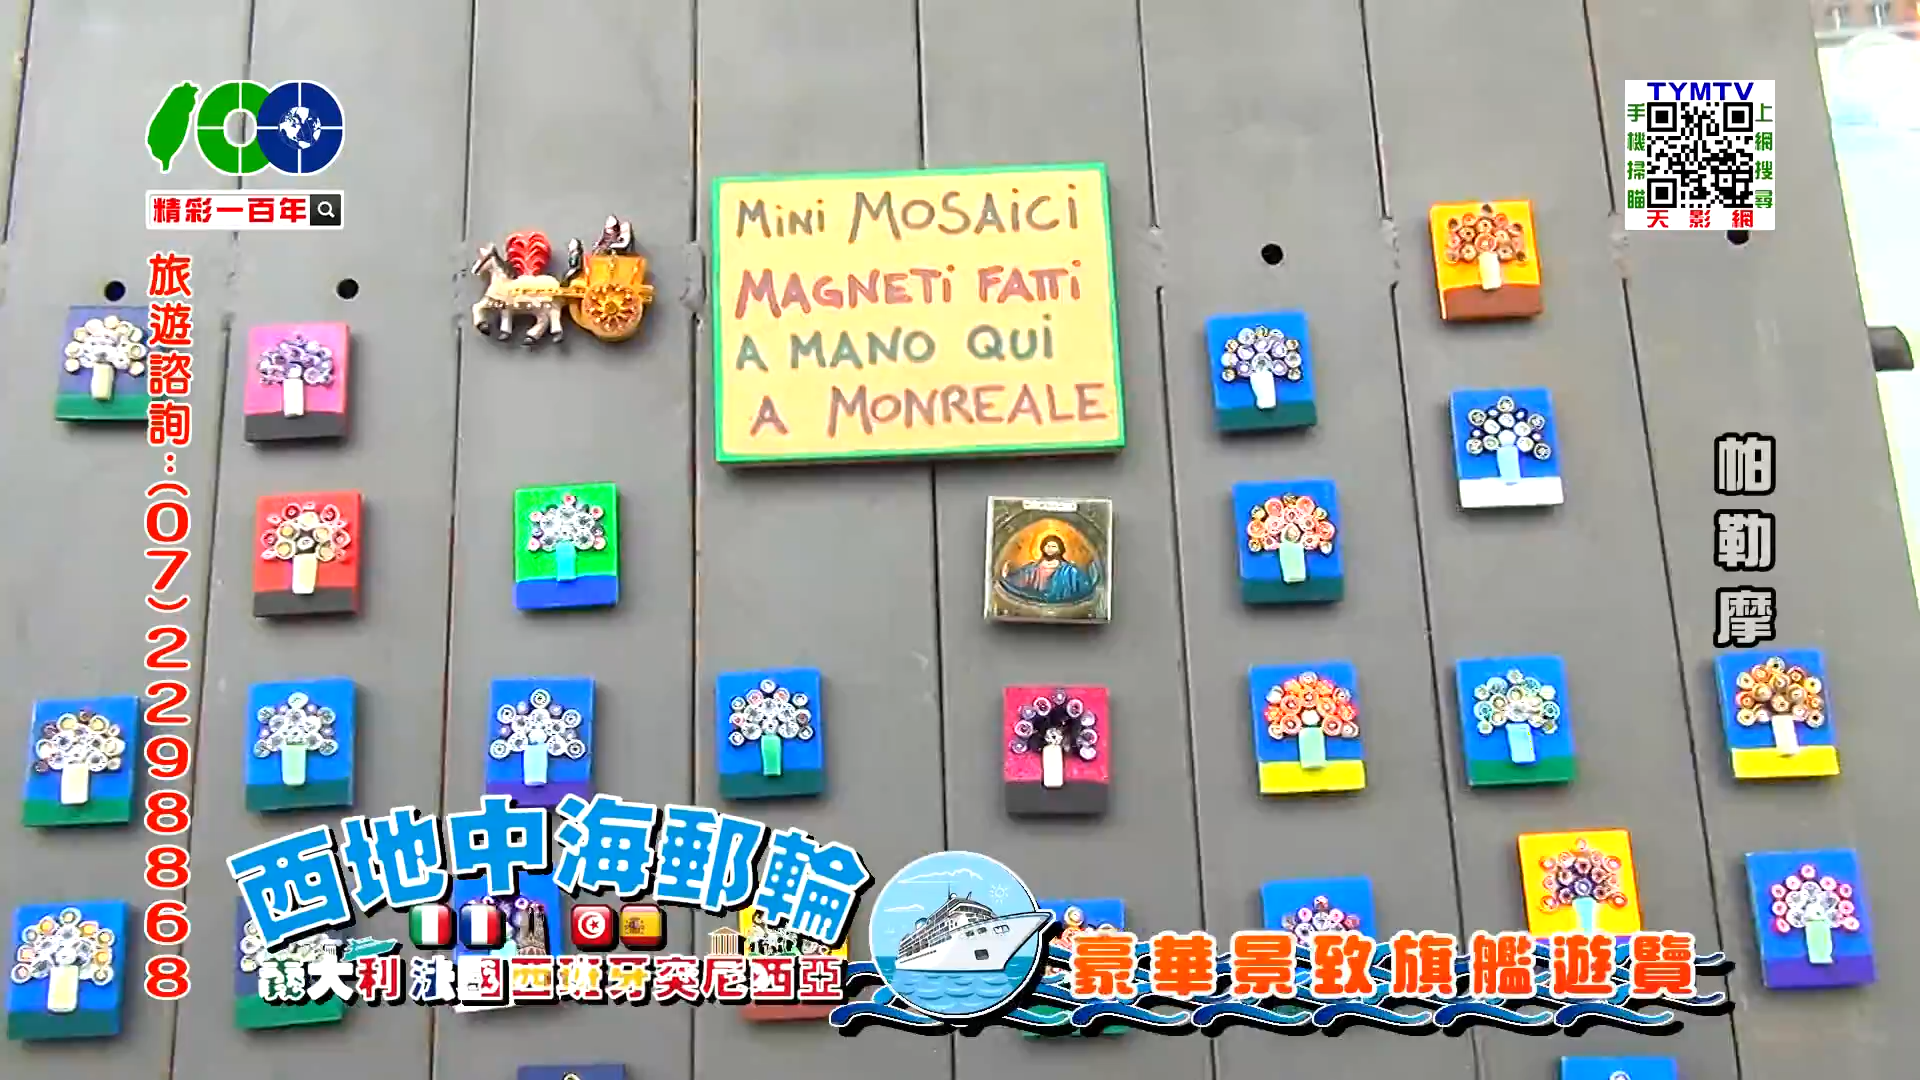 100
精彩一百年
旅遊諮詢:(07)2298868
TYMTV
手機掃瞄
上網搜尋
天影網
Mini MOSAiCi
MAGNETi FATTi
A MANO QUi
A MONREALE
帕勒摩
西地中海郵輪
義大利 法國 西班牙 突尼西亞
豪華景致旗艦遊覽